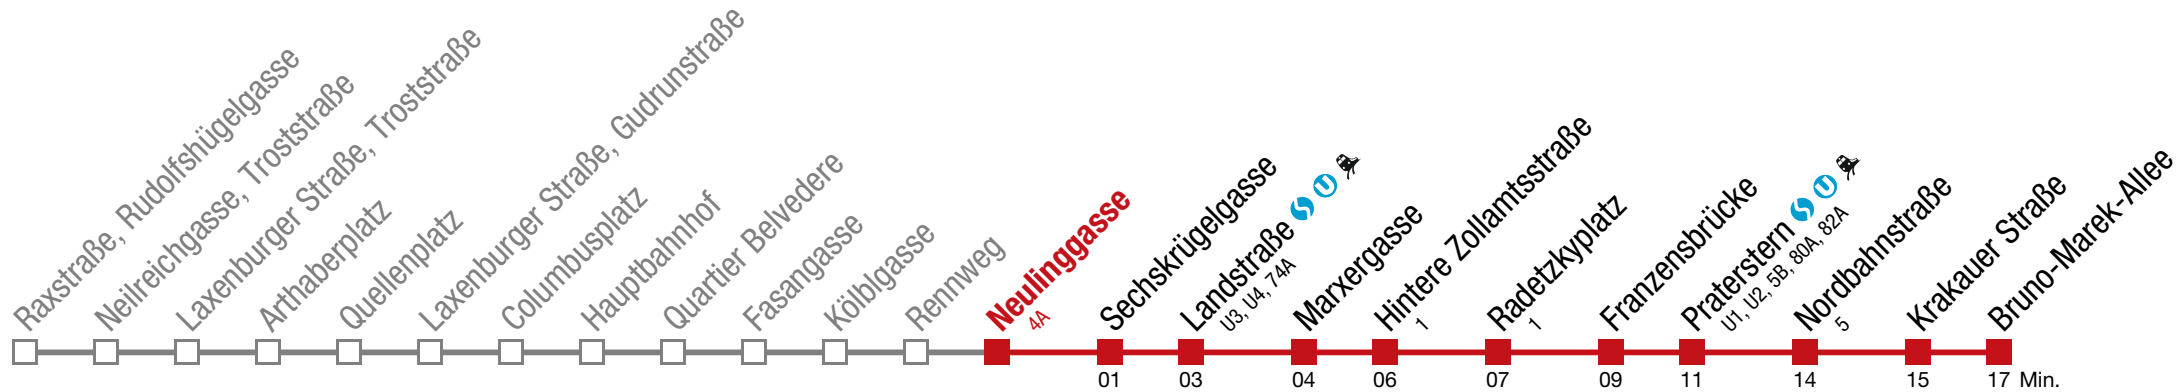 Raxstraße, Rudolfshügelgasse
Neilreichgasse, Troststraße
Laxenburger Straße, Troststraße
Arthaberplatz
Quellenplatz
Laxenburger Straße, Gudrunstraße
Columbusplatz
Hauptbahnhof
Quartier Belvedere
Fasangasse
Kölblgasse
Rennweg
Neulinggasse
4A
Sechskrügelgasse
01
Landstraße S U
U3, U4, 74A
03
Marxergasse
04
Hintere Zollamtsstraße
1
06
Radetzkyplatz
1
07
Franzensbrücke
09
Praterstern S U
U1, U2, 5B, 80A, 82A
11
Nordbahnstraße
5
14
Krakauer Straße
15
Bruno-Marek-Allee
17 Min.